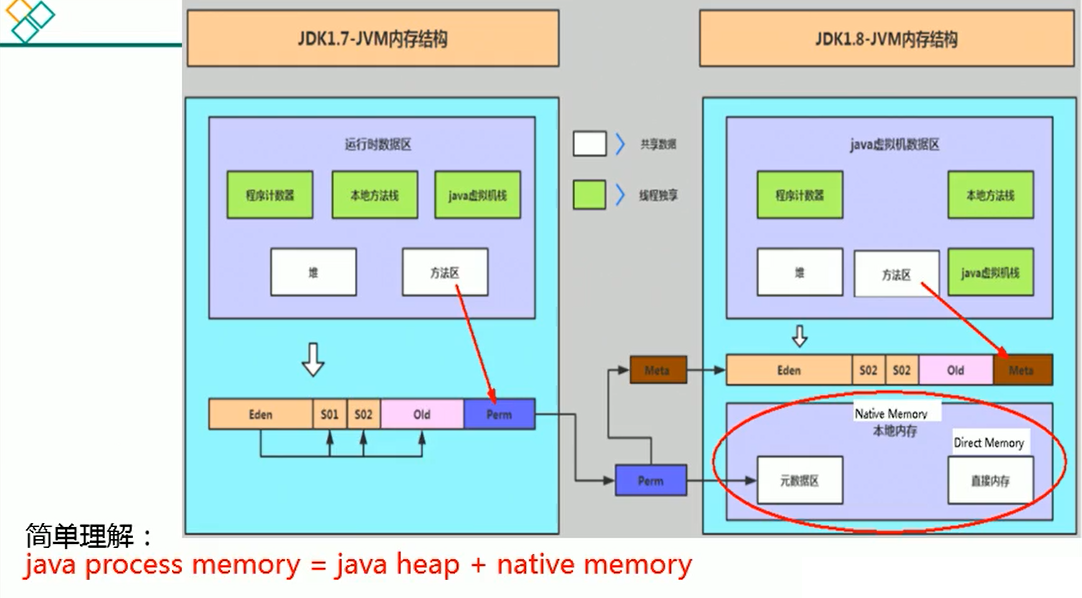 JDK1.7-JVM内存结构
JDK1.8-JVM内存结构
运行时数据区
程序计数器
本地方法栈
java虚拟机栈
堆
方法区
共享数据
线程独享
java虚拟机数据区
程序计数器
本地方法栈
堆
方法区
java虚拟机栈
Eden
S01
S02
Old
Perm
Meta
Perm
Eden
S02
S02
Old
Meta
Native Memory
本地内存
Direct Memory
元数据区
直接内存
简单理解：
java process memory = java heap + native memory